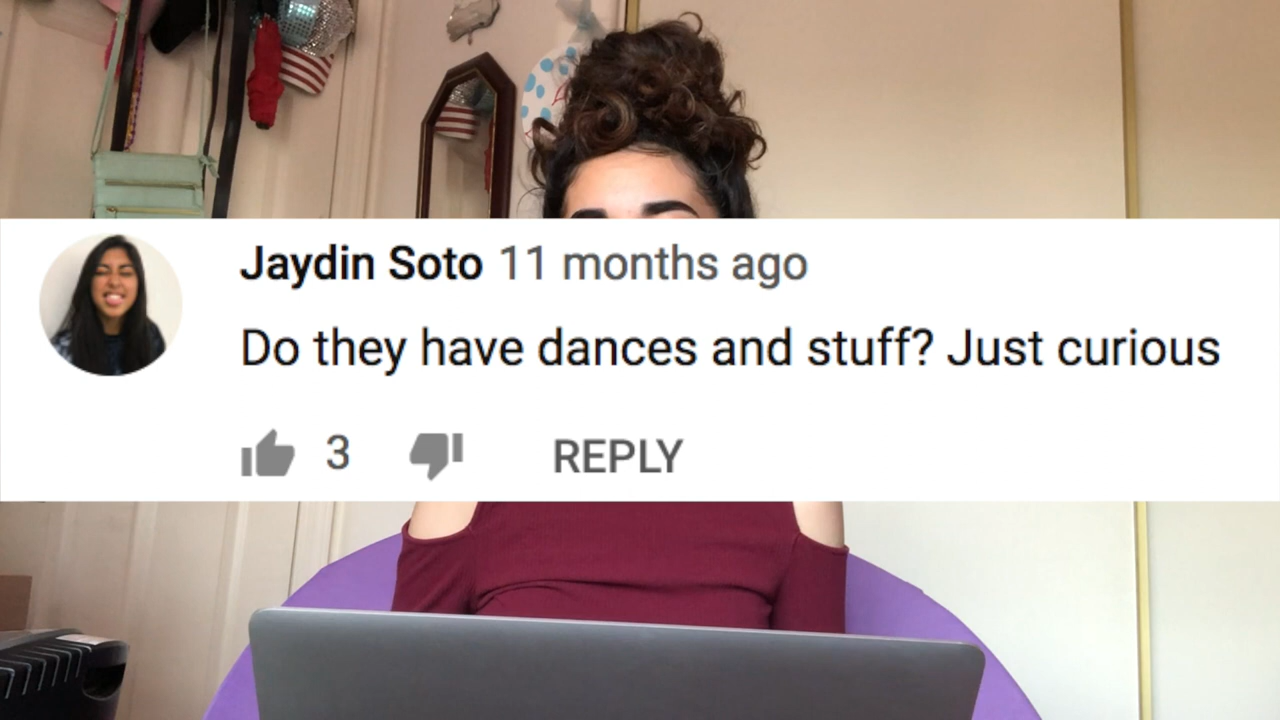 Jaydin Soto 11 months ago
Do they have dances and stuff? Just curious
3 REPLY